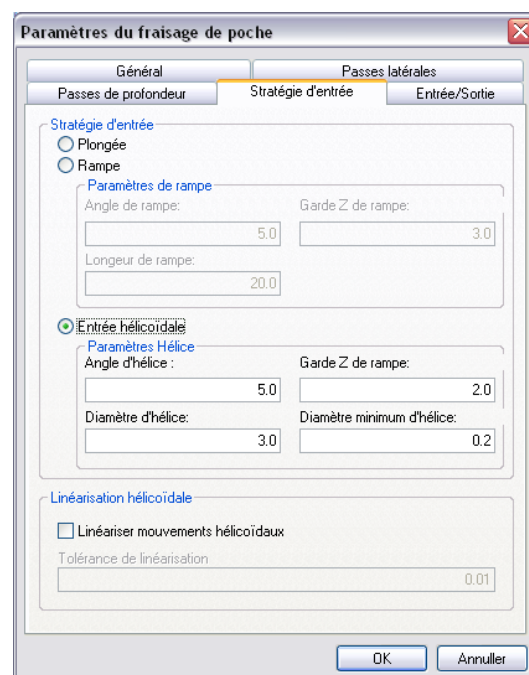 Paramètres du fraisage de poche
Général Passes latérales
Passes de profondeur Stratégie d'entrée Entrée/Sortie
Stratégie d'entrée
Plongée
Rampe
Paramètres de rampe
Angle de rampe: Garde Z de rampe:
5.0 3.0
Longeur de rampe:
20.0
Entrée hélicoïdale
Paramètres Hélice
Angle d'hélice : Garde Z de rampe:
5.0 2.0
Diamètre d'hélice: Diamètre minimum d'hélice:
3.0 0.2
Linéarisation hélicoïdale
Linéariser mouvements hélicoïdaux
Tolérance de linéarisation
0.01
OK Annuller